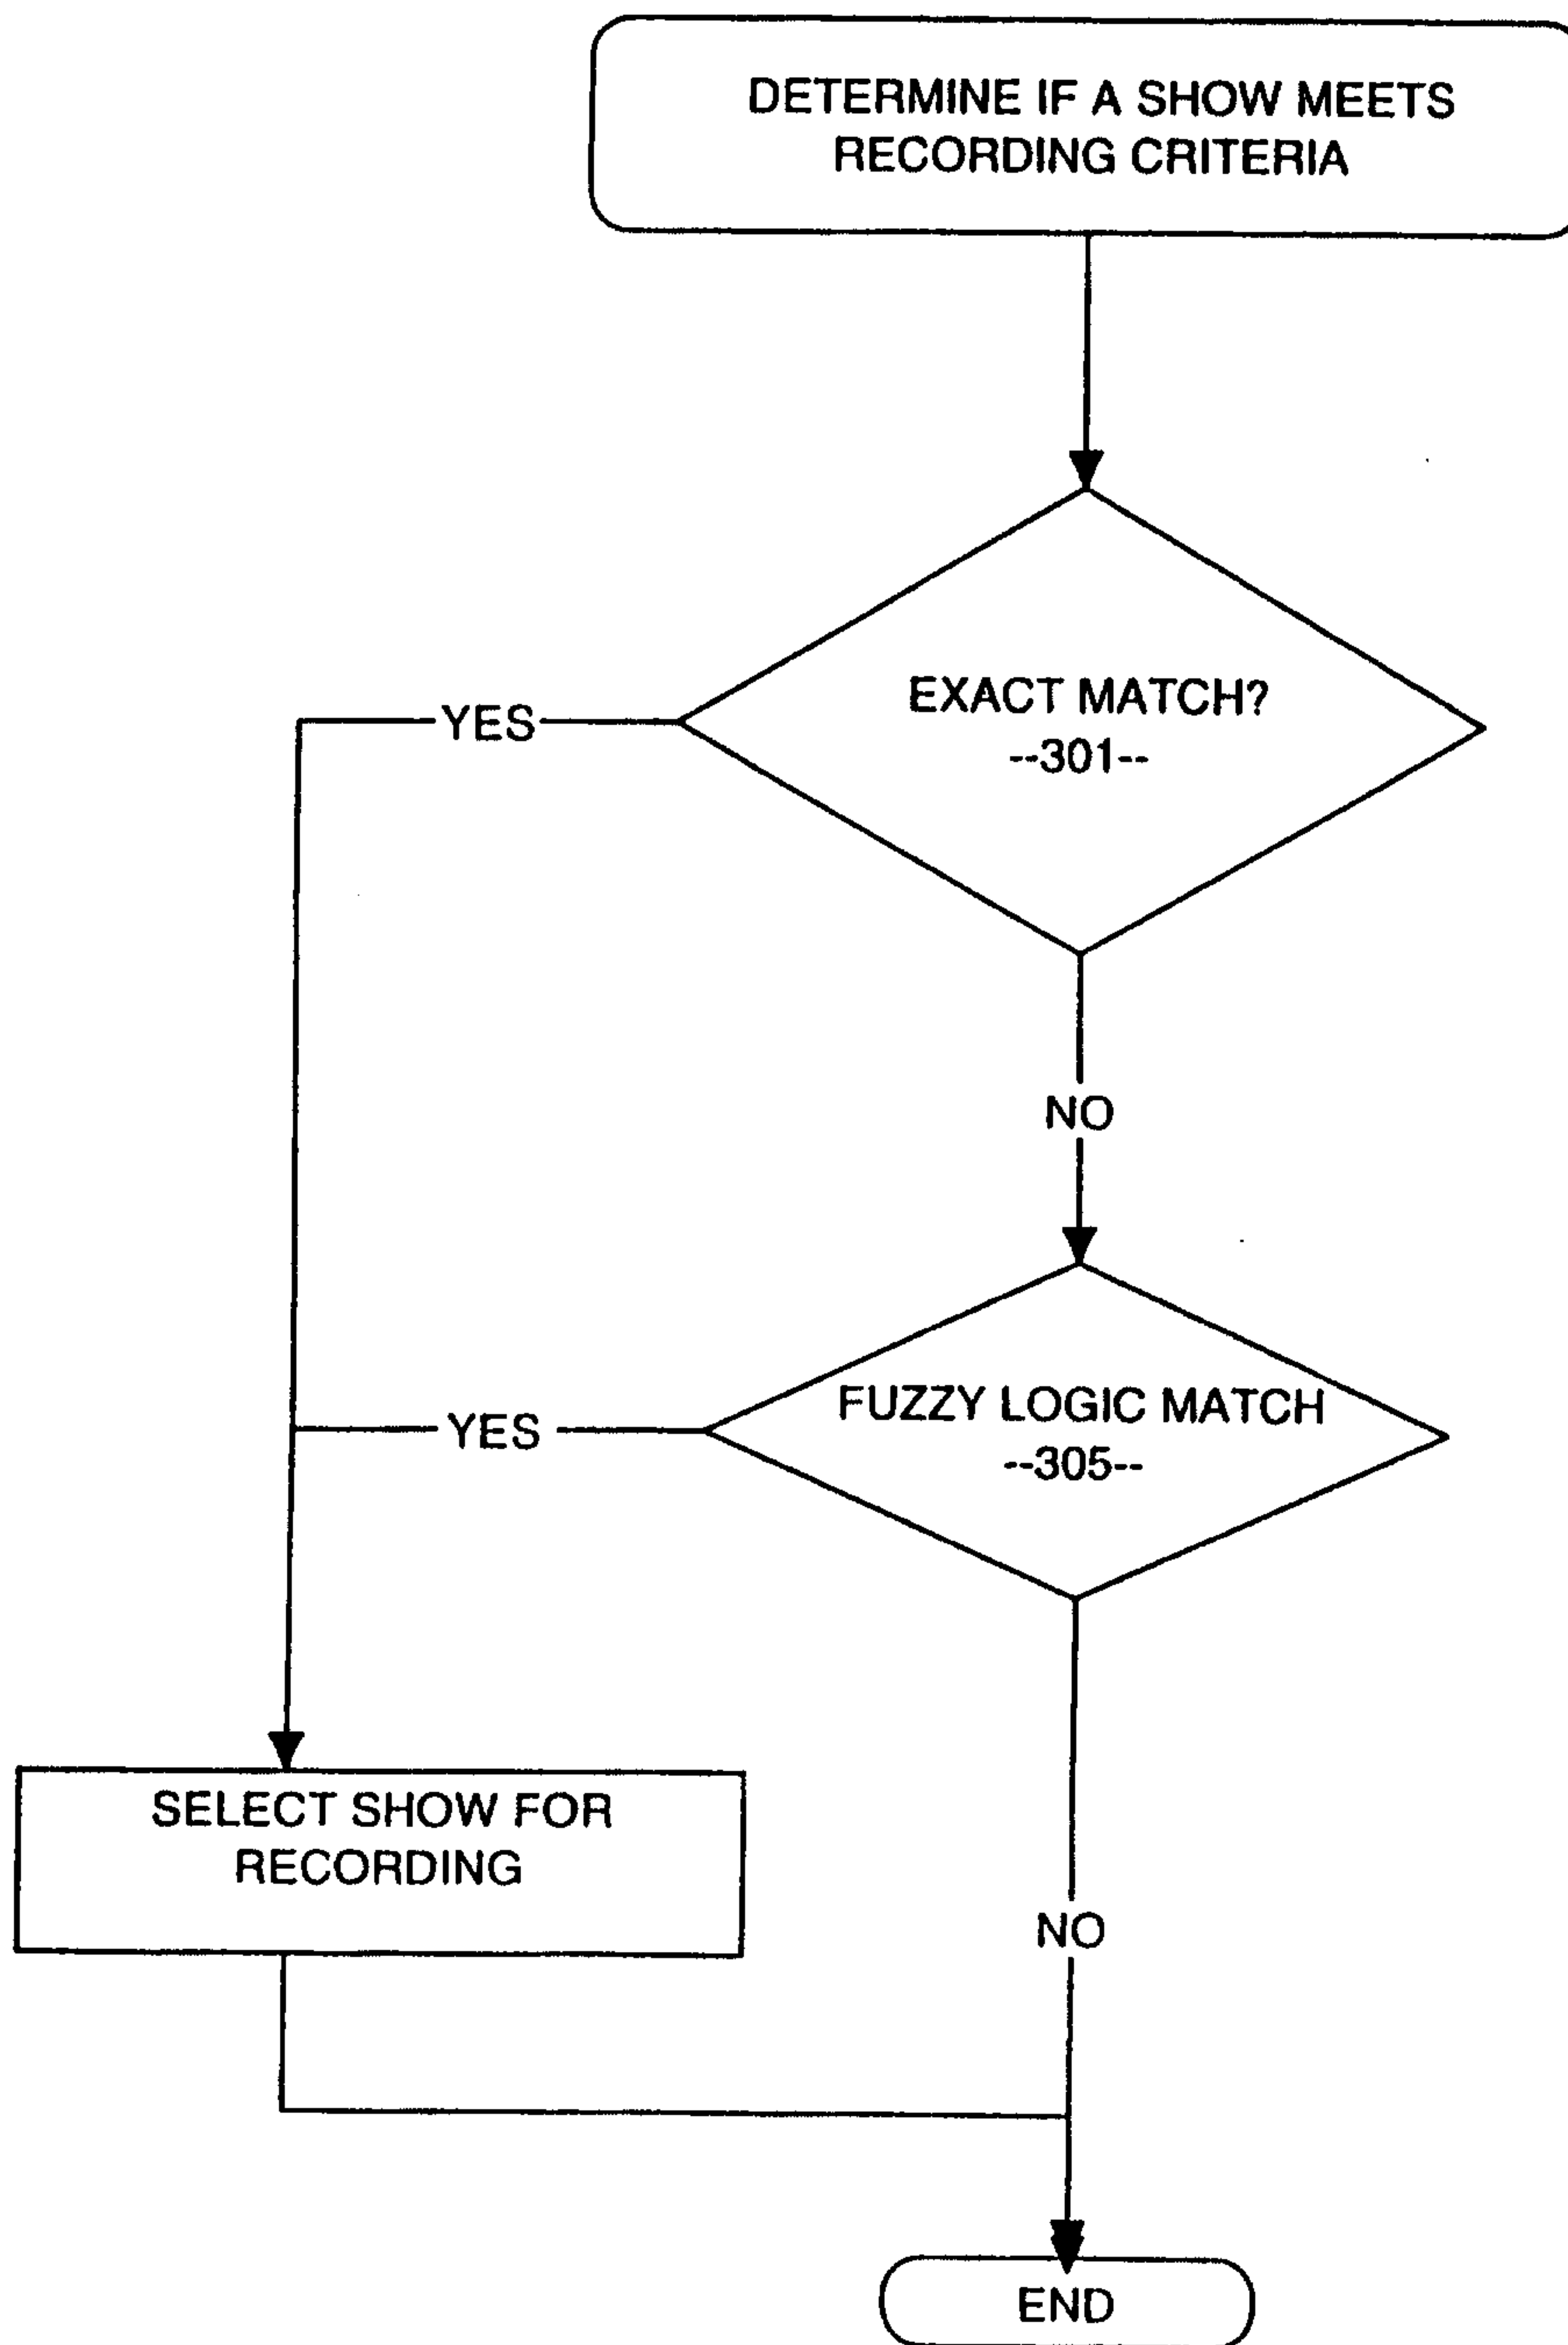 DETERMINE IF A SHOW MEETS
RECORDING CRITERIA
EXACT MATCH?
--301--
YES
NO
FUZZY LOGIC MATCH
--305--
YES
SELECT SHOW FOR
RECORDING
NO
END